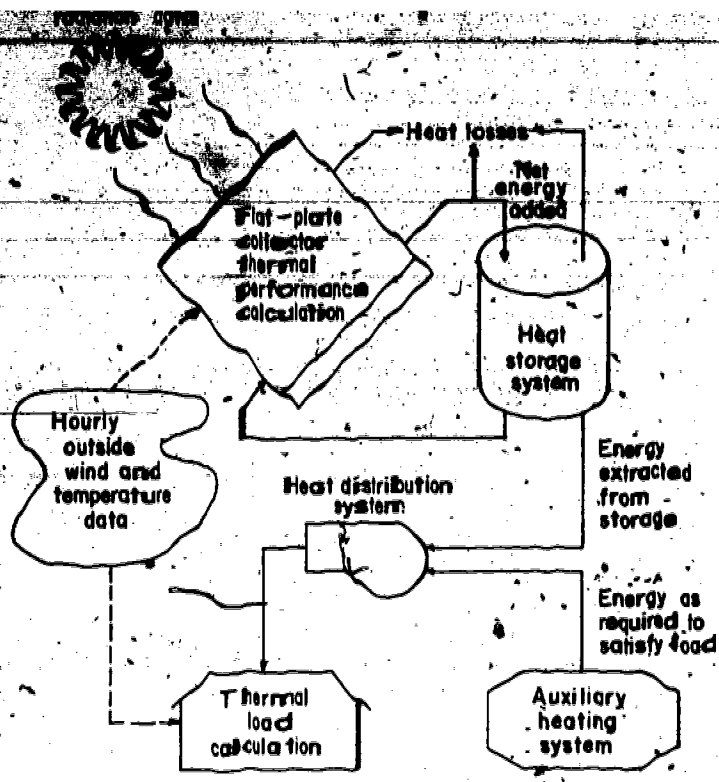 Heat losses
Net
energy
added
Flat-plate
collector
thermal
performance
calculation
Heat
storage
system
Hourly
outside
wind and
temperature
data
Heat distribution
system
Energy
extracted
from
storage
Energy as
required to
satisfy load
Thermal
load
calculation
Auxiliary
heating
system